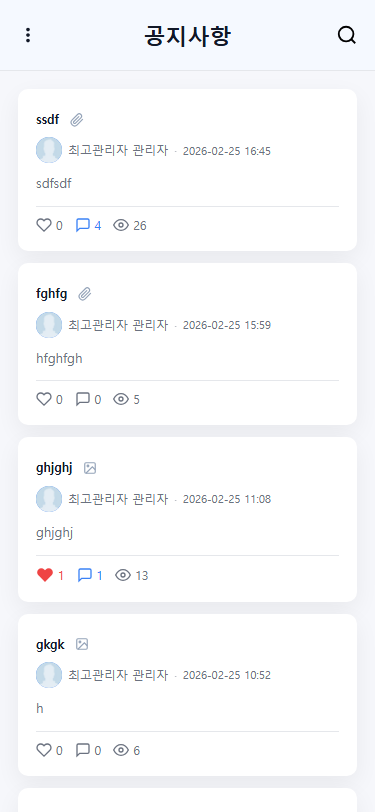 공지사항
ssdf
최고관리자 관리자 · 2026-02-25 16:45
sdfsdf
0 4 26
fghfg
최고관리자 관리자 · 2026-02-25 15:59
hfghfgh
0 0 5
ghjghj
최고관리자 관리자 · 2026-02-25 11:08
ghjghj
1 1 13
gkgk
최고관리자 관리자 · 2026-02-25 10:52
h
0 0 6